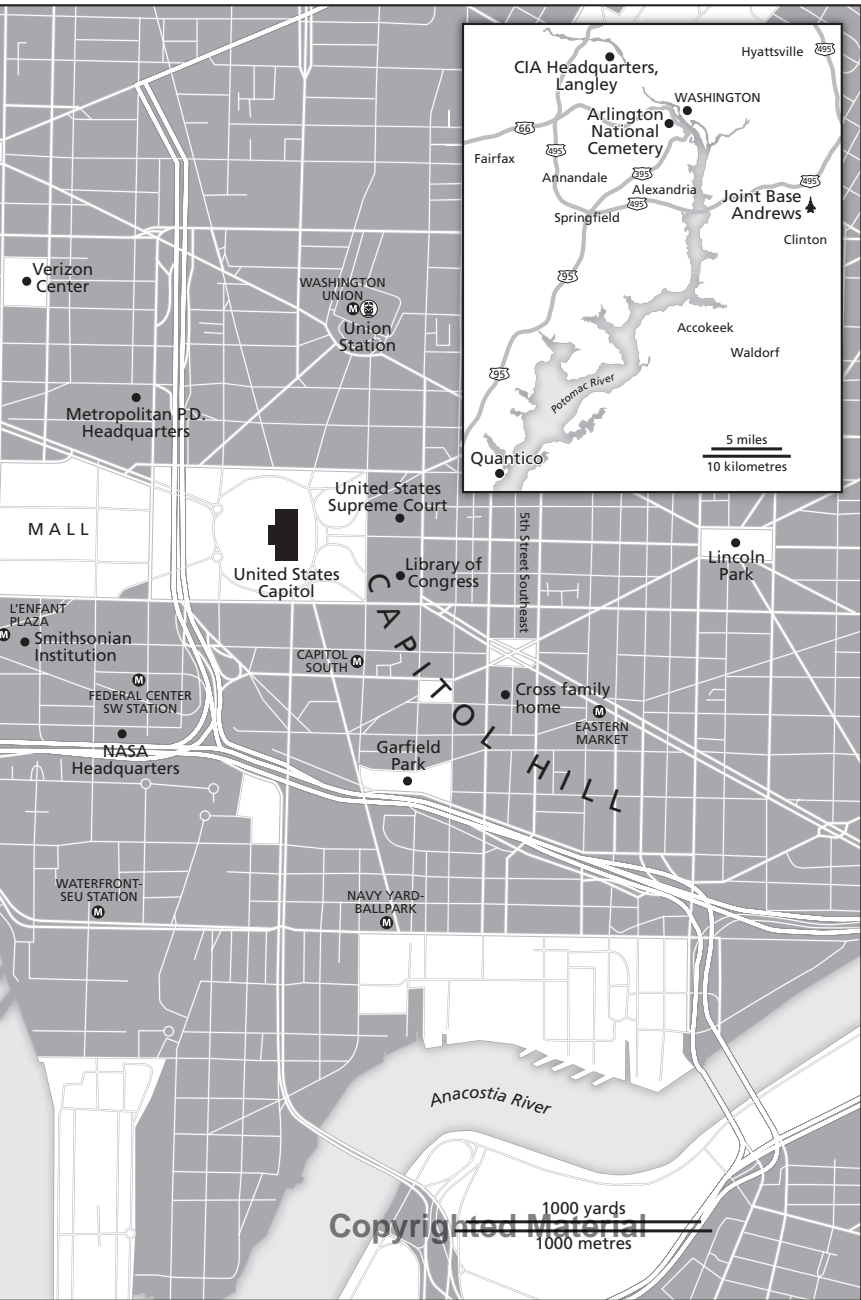 Verizon
Center
WASHINGTON
UNION
M
Union
Station
Metropolitan P.D.
Headquarters
CIA Headquarters,
Langley
Hyattsville
495
WASHINGTON
Arlington
National
Cemetery
66
495
Fairfax
Annandale
395
Alexandria
495
495
Springfield
Joint Base
Andrews
Clinton
95
Accokeek
Waldorf
95
Potomac River
5 miles
10 kilometres
Quantico
MALL
United States
Supreme Court
United States
Capitol
Library of
Congress
5th Street Southeast
Lincoln
Park
CAPITOL HILL
L'ENFANT
PLAZA
M
Smithsonian
Institution
CAPITOL
SOUTH
M
M
FEDERAL CENTER
SW STATION
Cross family
home
M
EASTERN
MARKET
NASA
Headquarters
Garfield
Park
WATERFRONT-
SEU STATION
M
NAVY YARD-
BALLPARK
M
Anacostia River
1000 yards
Copyrighted Material
1000 metres